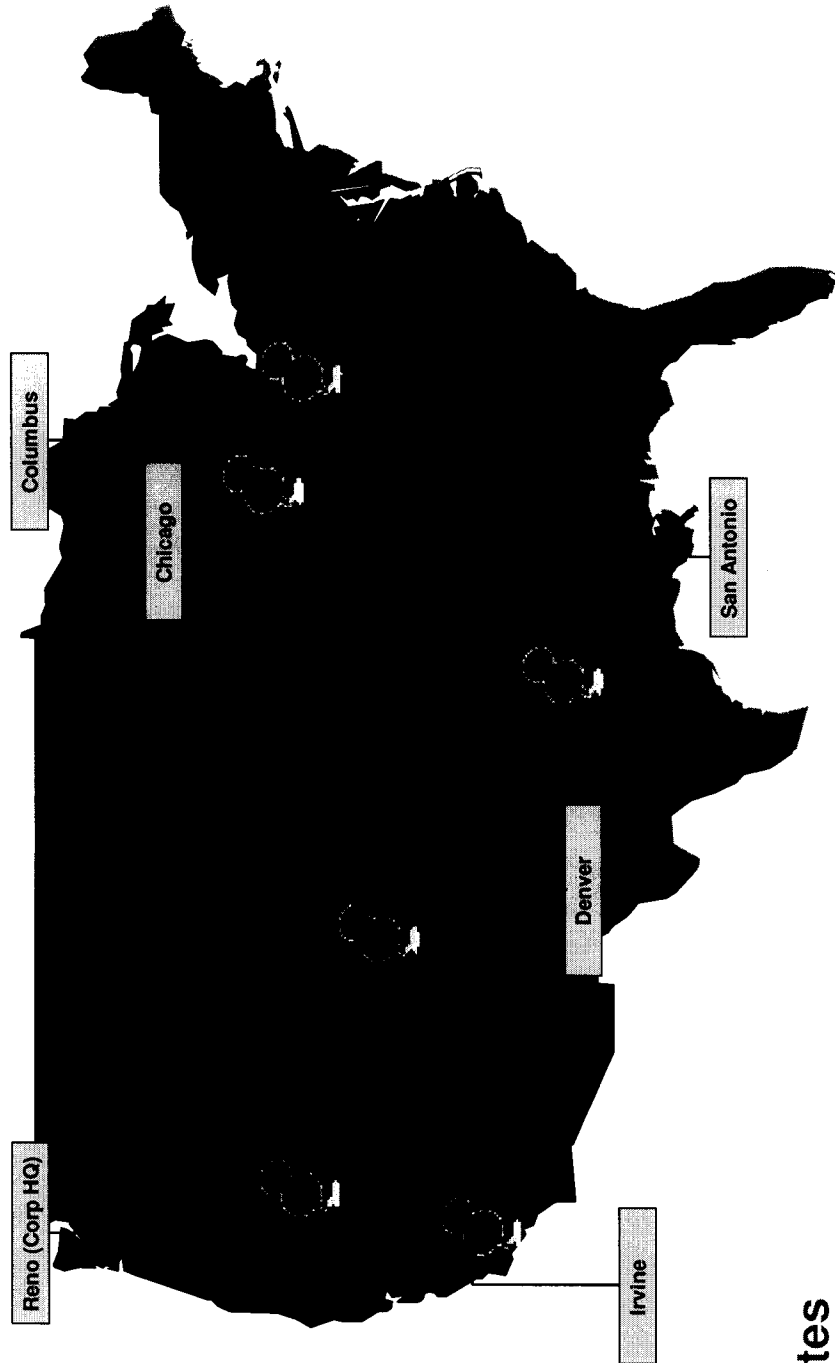 Reno (Corp HQ)
Columbus
Chicago
Denver
San Antonio
Irvine
tes